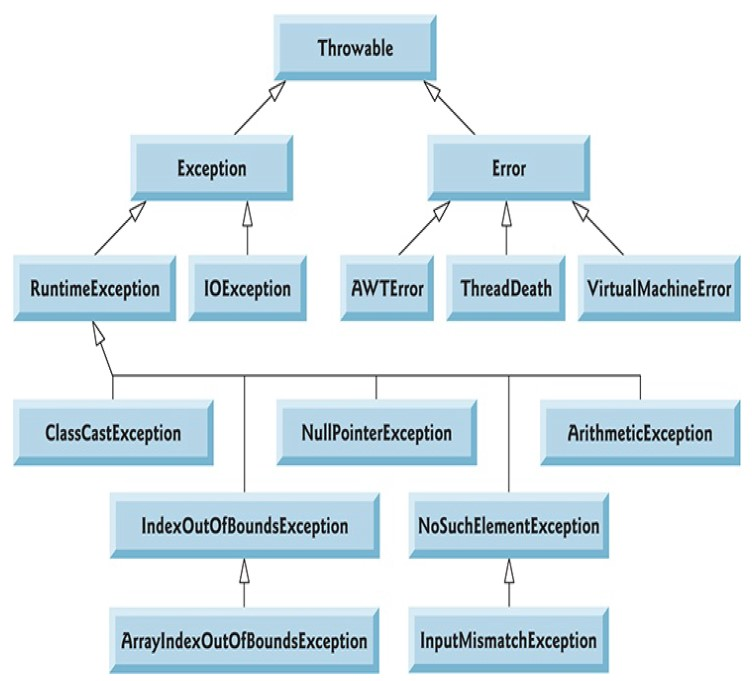 Throwable
Exception
Error
RuntimeException
IOException
AWTError
ThreadDeath
VirtualMachineError
ClassCastException
NullPointerException
ArithmeticException
IndexOutOfBoundsException
NoSuchElementException
ArrayIndexOutOfBoundsException
InputMismatchException